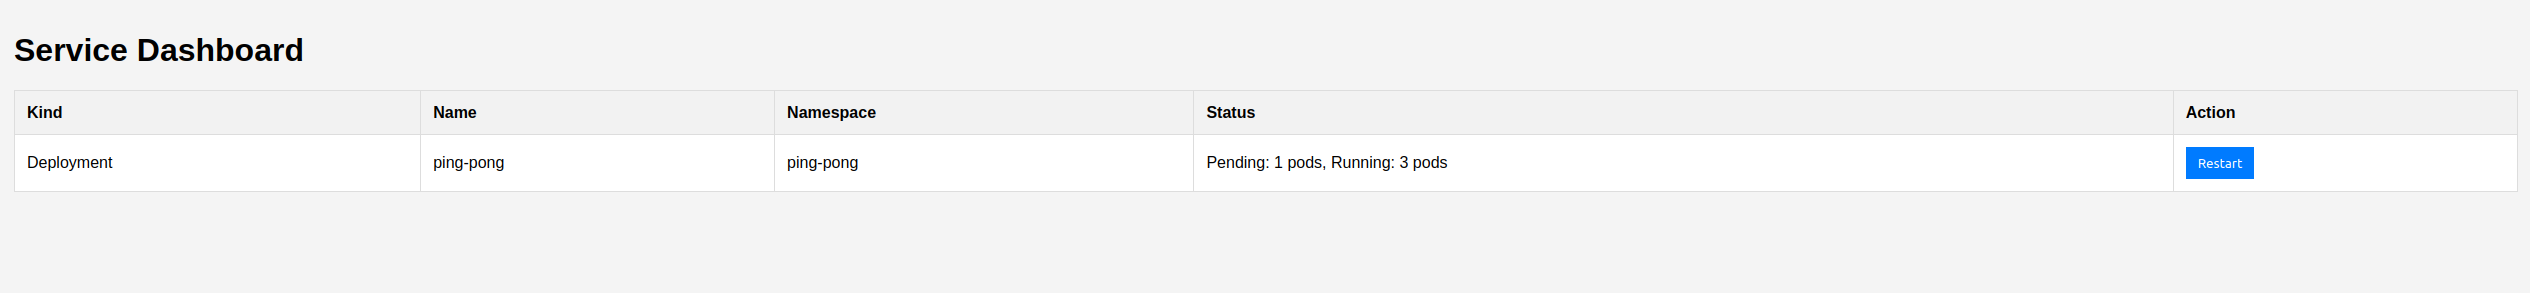 Service Dashboard
Kind Name Namespace Status Action
Deployment ping-pong ping-pong Pending: 1 pods, Running: 3 pods Restart